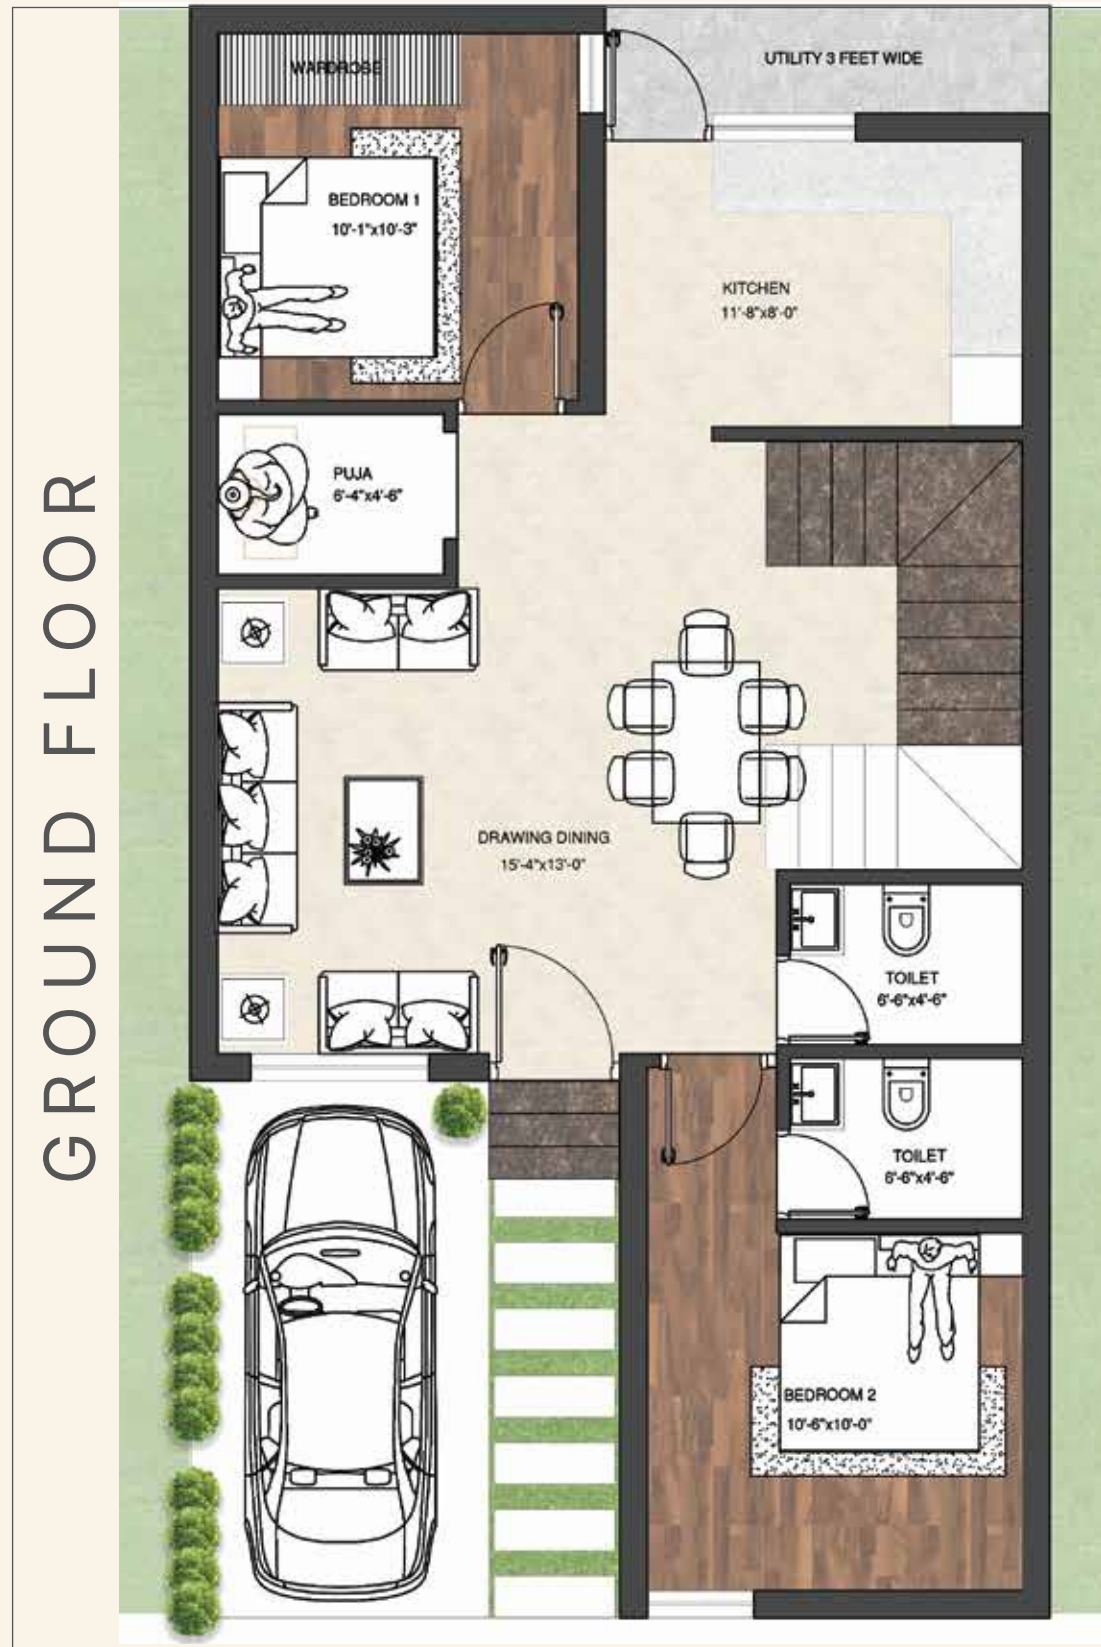 GROUND FLOOR
WARDROBE
UTILITY 3 FEET WIDE
BEDROOM 1
10'-1"x10'-3"
KITCHEN
11'-8"x8'-0"
PUJA
6'-4"x4'-6"
DRAWING DINING
15'-4"x13'-0"
TOILET
6'-6"x4'-6"
TOILET
6'-6"x4'-6"
BEDROOM 2
10'-6"x10'-0"